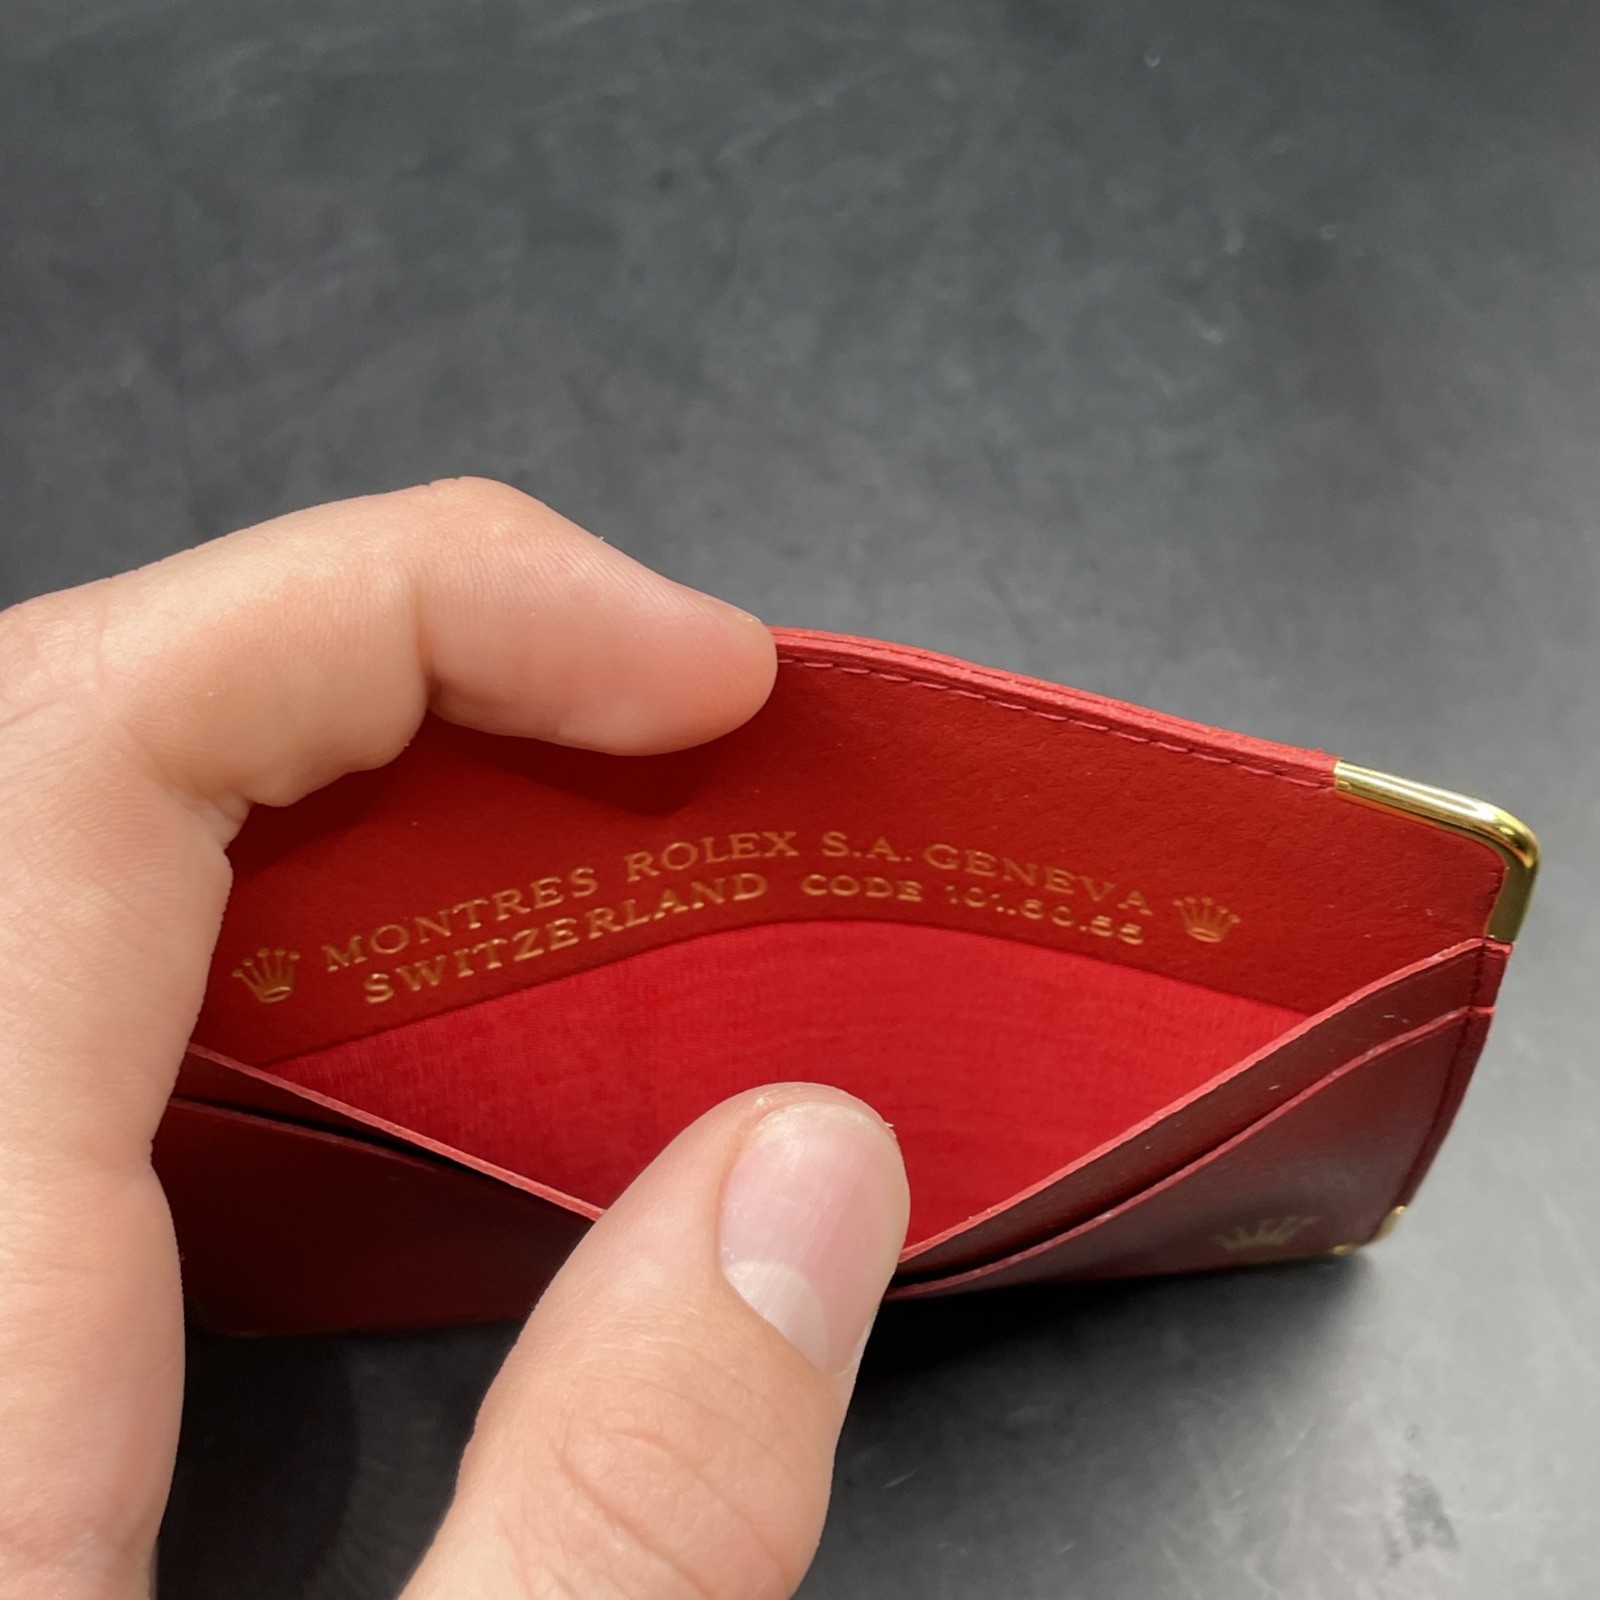 MONTRES ROLEX S.A. GENEVA
SWITZERLAND CODE 101.60.55